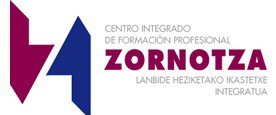 CENTRO INTEGRADO
DE FORMACIÓN PROFESIONAL
ZORNOTZA
LANBIDE HEZIKETAKO IKASTETXE
INTEGRATUA